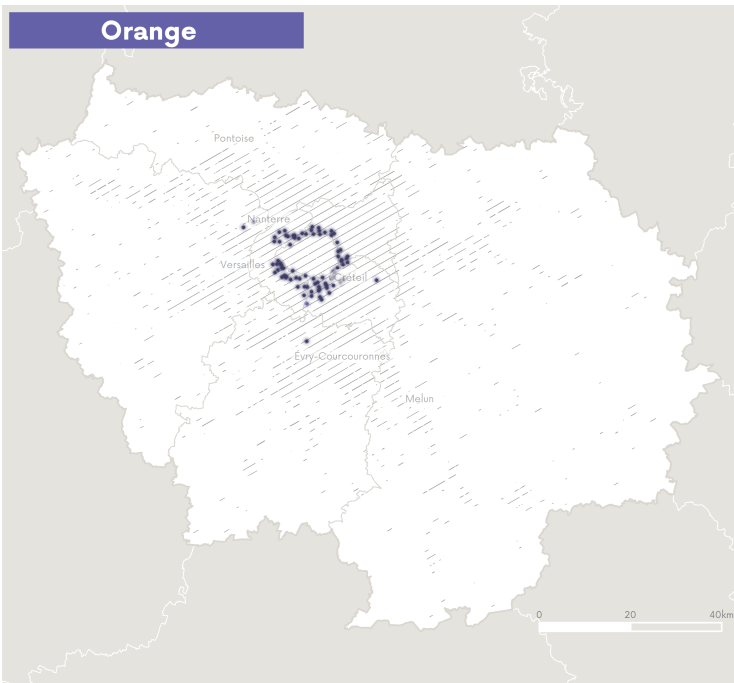 Orange
Pontoise
Nanterre
Versailles
Créteil
Évry-Courcouronnes
Melun
0 20 40km